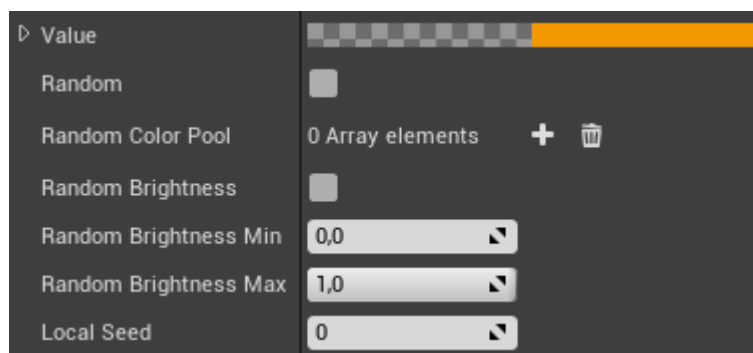 Value
Random
Random Color Pool 0 Array elements
Random Brightness
Random Brightness Min 0,0
Random Brightness Max 1,0
Local Seed 0